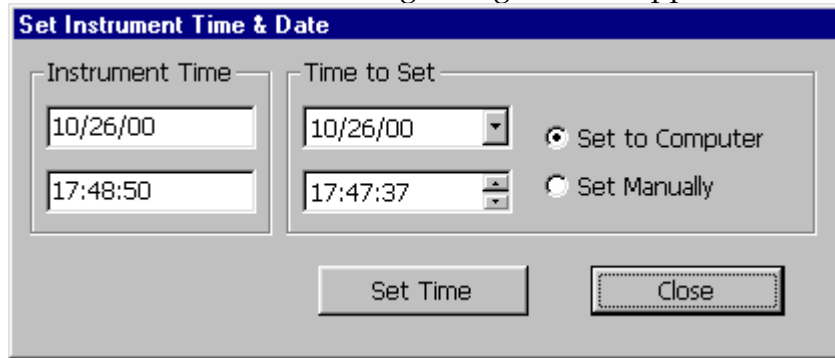 Set Instrument Time & Date
Instrument Time
Time to Set
10/26/00
10/26/00
Set to Computer
17:48:50
17:47:37
Set Manually
Set Time
Close